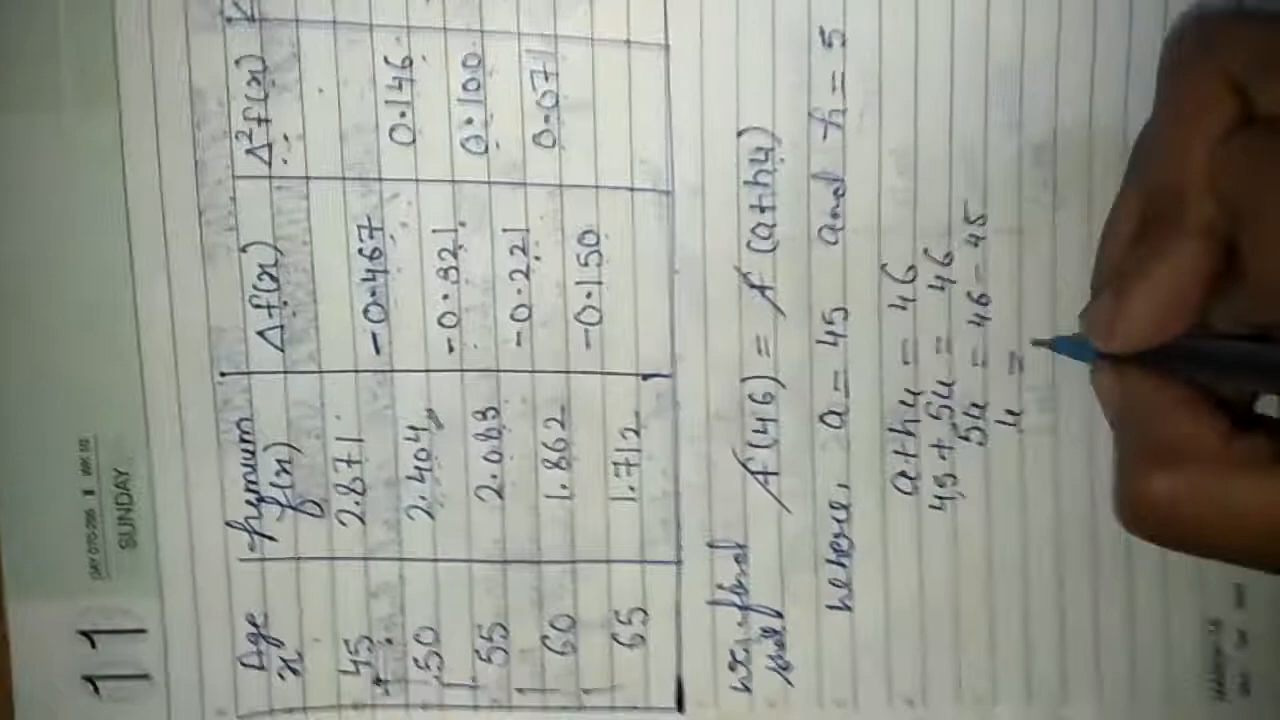 11
SUNDAY
Age x Premium f(x) Δf(x) Δ²f(x)
45 2.871
-0.467
50 2.404 0.146
-0.321
55 2.083 0.100
-0.221
60 1.862 0.071
-0.150
65 1.712
we find
f(46) = f(a+hu)
here, a = 45 and h = 5
a+hu = 46
45+5u = 46
5u = 46-45
u =